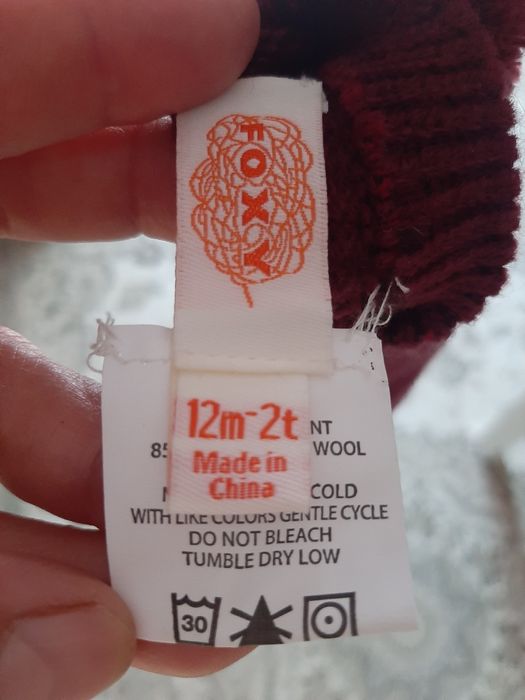 FOXY
12m-2t
Made in
China
NT
85
WOOL
COLD
WITH LIKE COLORS GENTLE CYCLE
DO NOT BLEACH
TUMBLE DRY LOW
30